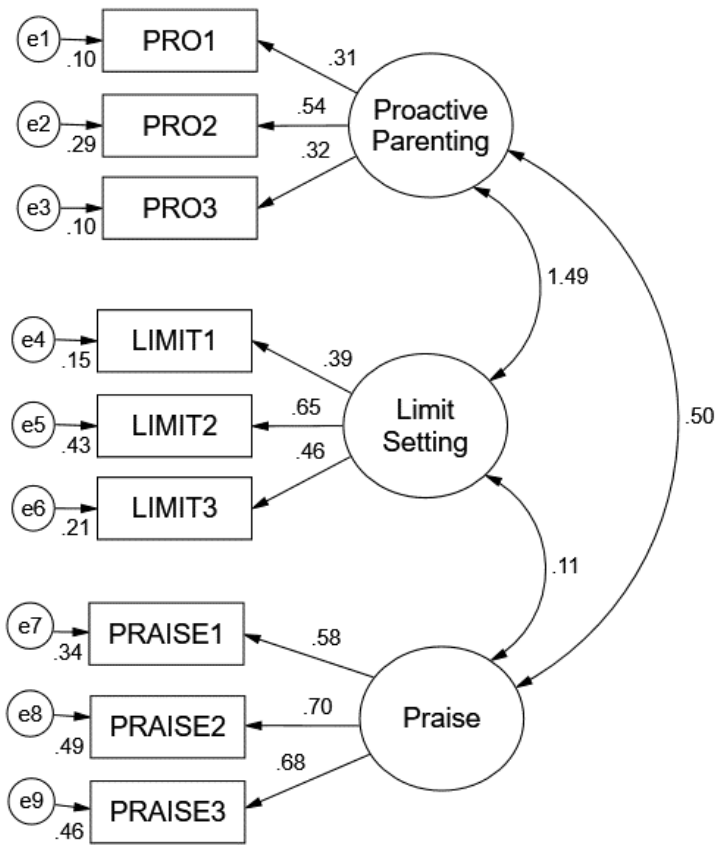 e1
.10
PRO1
.31
e2
.29
PRO2
.54
Proactive
Parenting
e3
.10
PRO3
.32
1.49
e4
.15
LIMIT1
.39
e5
.43
LIMIT2
.65
Limit
Setting
.50
e6
.21
LIMIT3
.46
.11
e7
.34
PRAISE1
.58
e8
.49
PRAISE2
.70
Praise
e9
.46
PRAISE3
.68